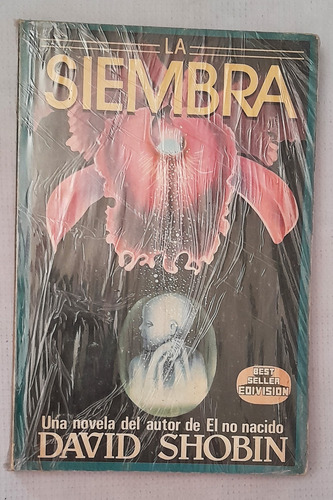 LA
SIEMBRA
BEST
SELLER
EDIVISION
Una novela del autor de El no nacido
DAVID SHOBIN